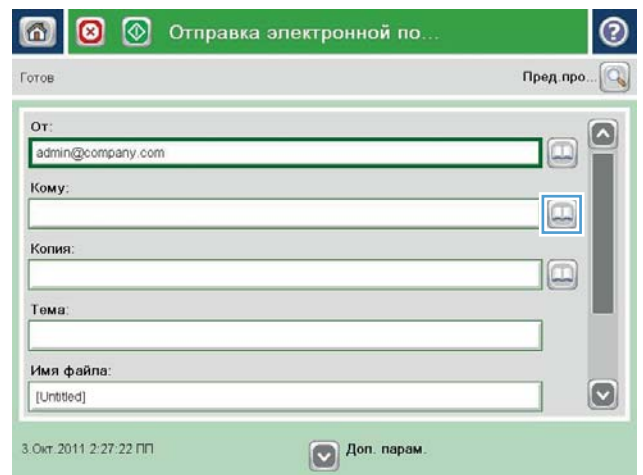 Отправка электронной по...
Готов
Пред.про...
От:
admin@company.com
Кому:
Копия:
Тема:
Имя файла:
[Untitled]
3.Окт.2011 2:27:22 ПП
Доп. парам.